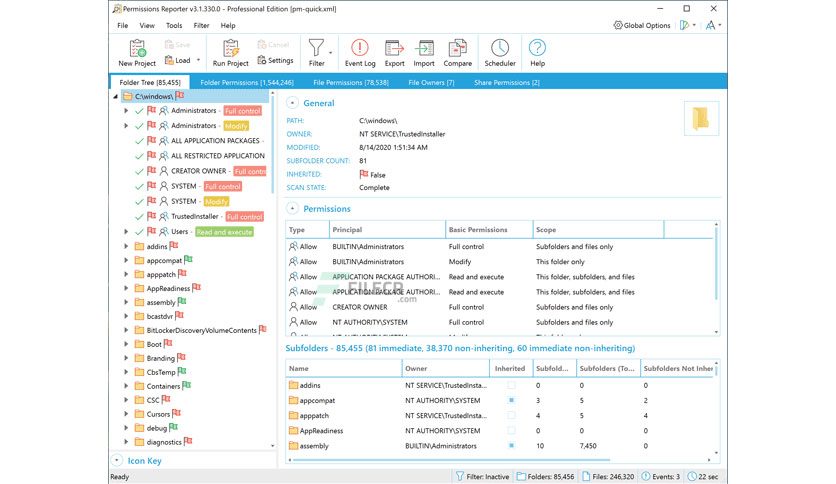 Permissions Reporter v3.1.330.0 - Professional Edition [pm-quick.xml]
File View Tools Filter Help
Global Options
New Project
Save
Load
Run Project
Cancel
Settings
Filter
Event Log
Export
Import
Compare
Scheduler
Help
Folder Tree [85,455] Folder Permissions [1,544,246] File Permissions [78,538] File Owners [7] Share Permissions [2]
C:\windows\
Administrators - Full control
Administrators - Modify
ALL APPLICATION PACKAGES -
ALL RESTRICTED APPLICATION
CREATOR OWNER - Full contr
SYSTEM - Full control
SYSTEM - Modify
TrustedInstaller - Full control
Users - Read and execute
addins
appcompat
apppatch
AppReadiness
assembly
bcastdvr
BitLockerDiscoveryVolumeContents
Boot
Branding
CbsTemp
Containers
CSC
Cursors
debug
diagnostics
Icon Key
General
PATH: C:\windows\
OWNER: NT SERVICE\TrustedInstaller
MODIFIED: 8/14/2020 1:51:34 AM
SUBFOLDER COUNT: 81
INHERITED: False
SCAN STATE: Complete
Permissions
Type Principal Basic Permissions Scope
Allow BUILTIN\Administrators Full control Subfolders and files only
Allow BUILTIN\Administrators Modify This folder only
Allow APPLICATION PACKAGE AUTHORI... Read and execute This folder, subfolders, and files
Allow APPLICATION PACKAGE AUTHORI... Read and execute This folder, subfolders, and files
Allow CREATOR OWNER Full control Subfolders and files only
Allow NT AUTHORITY\SYSTEM Full control Subfolders and files only
FILECR
.com
Subfolders - 85,455 (81 immediate, 38,370 non-inheriting, 60 immediate non-inheriting)
Name Owner Inherited Subfold... Subfolders (To... Subfolders Not Inher
addins NT SERVICE\TrustedInsta... 0 0 0
appcompat NT AUTHORITY\SYSTEM 3 5 2
apppatch NT SERVICE\TrustedInsta... 4 5 4
AppReadiness NT AUTHORITY\SYSTEM 0 0 0
assembly BUILTIN\Administrators 10 7,450 0
Ready
Filter: Inactive Folders: 85,456 Files: 246,320 Events: 3 22 sec